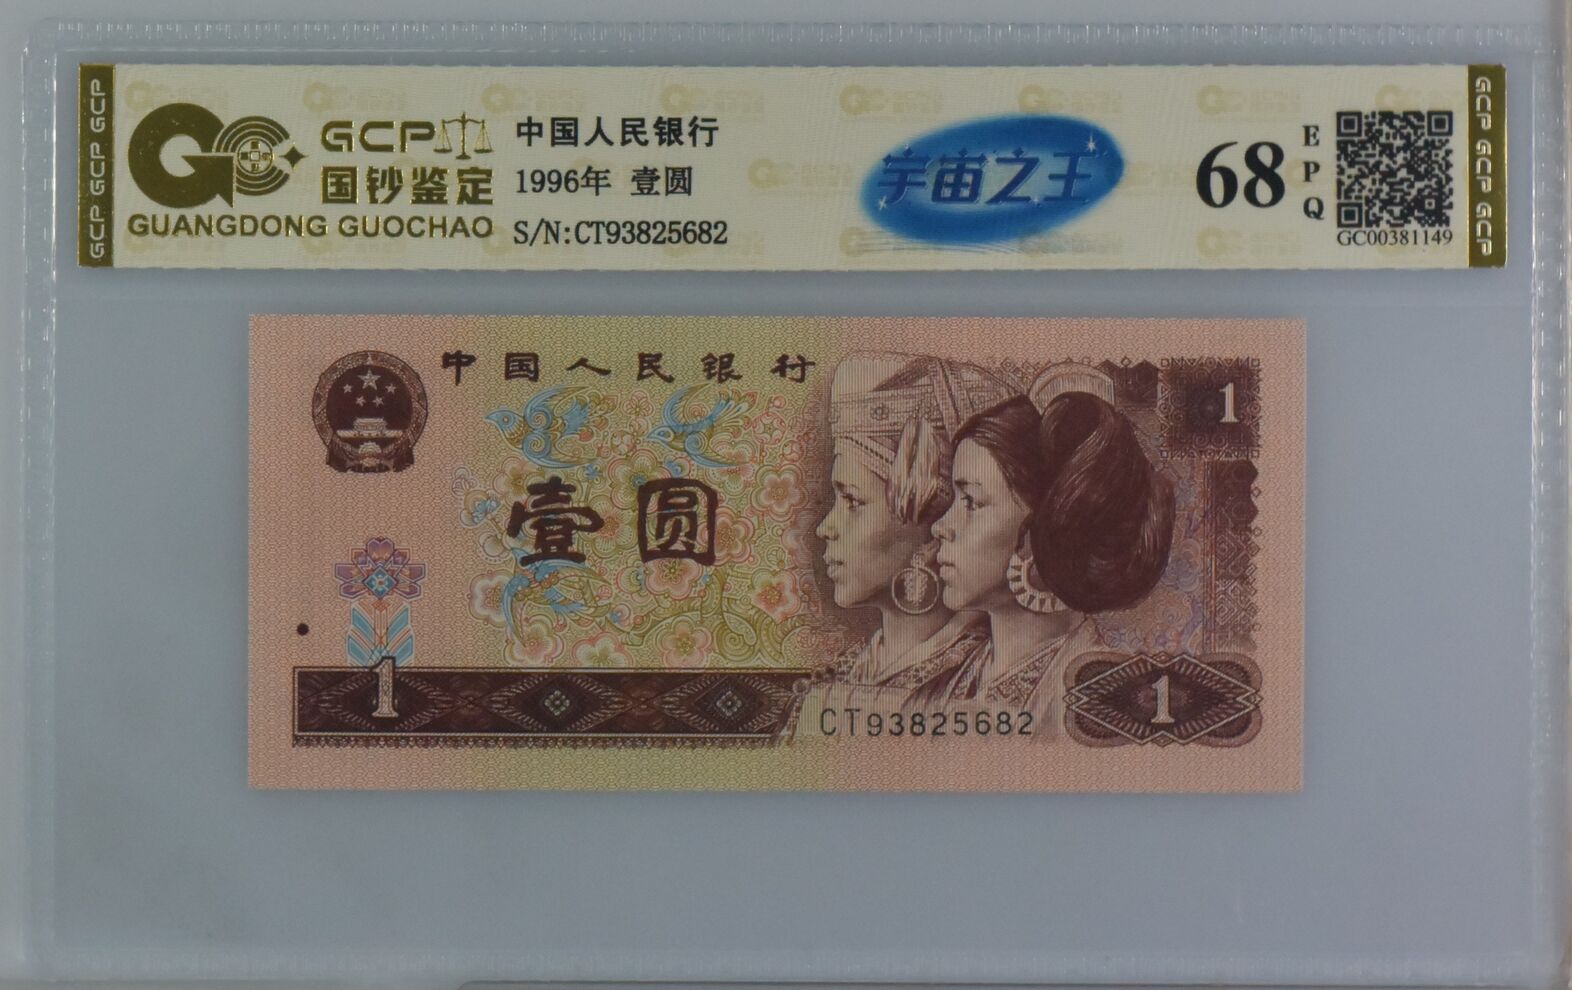 GCP GCP GCP
GCP
国钞鉴定
GUANGDONG GUOCHAO
中国人民银行
1996年 壹圆
S/N:CT93825682
宇宙之王
68
EPQ
GC00381149
GCP GCP GCP
中国人民银行
1
壹圆
1
1
CT93825682